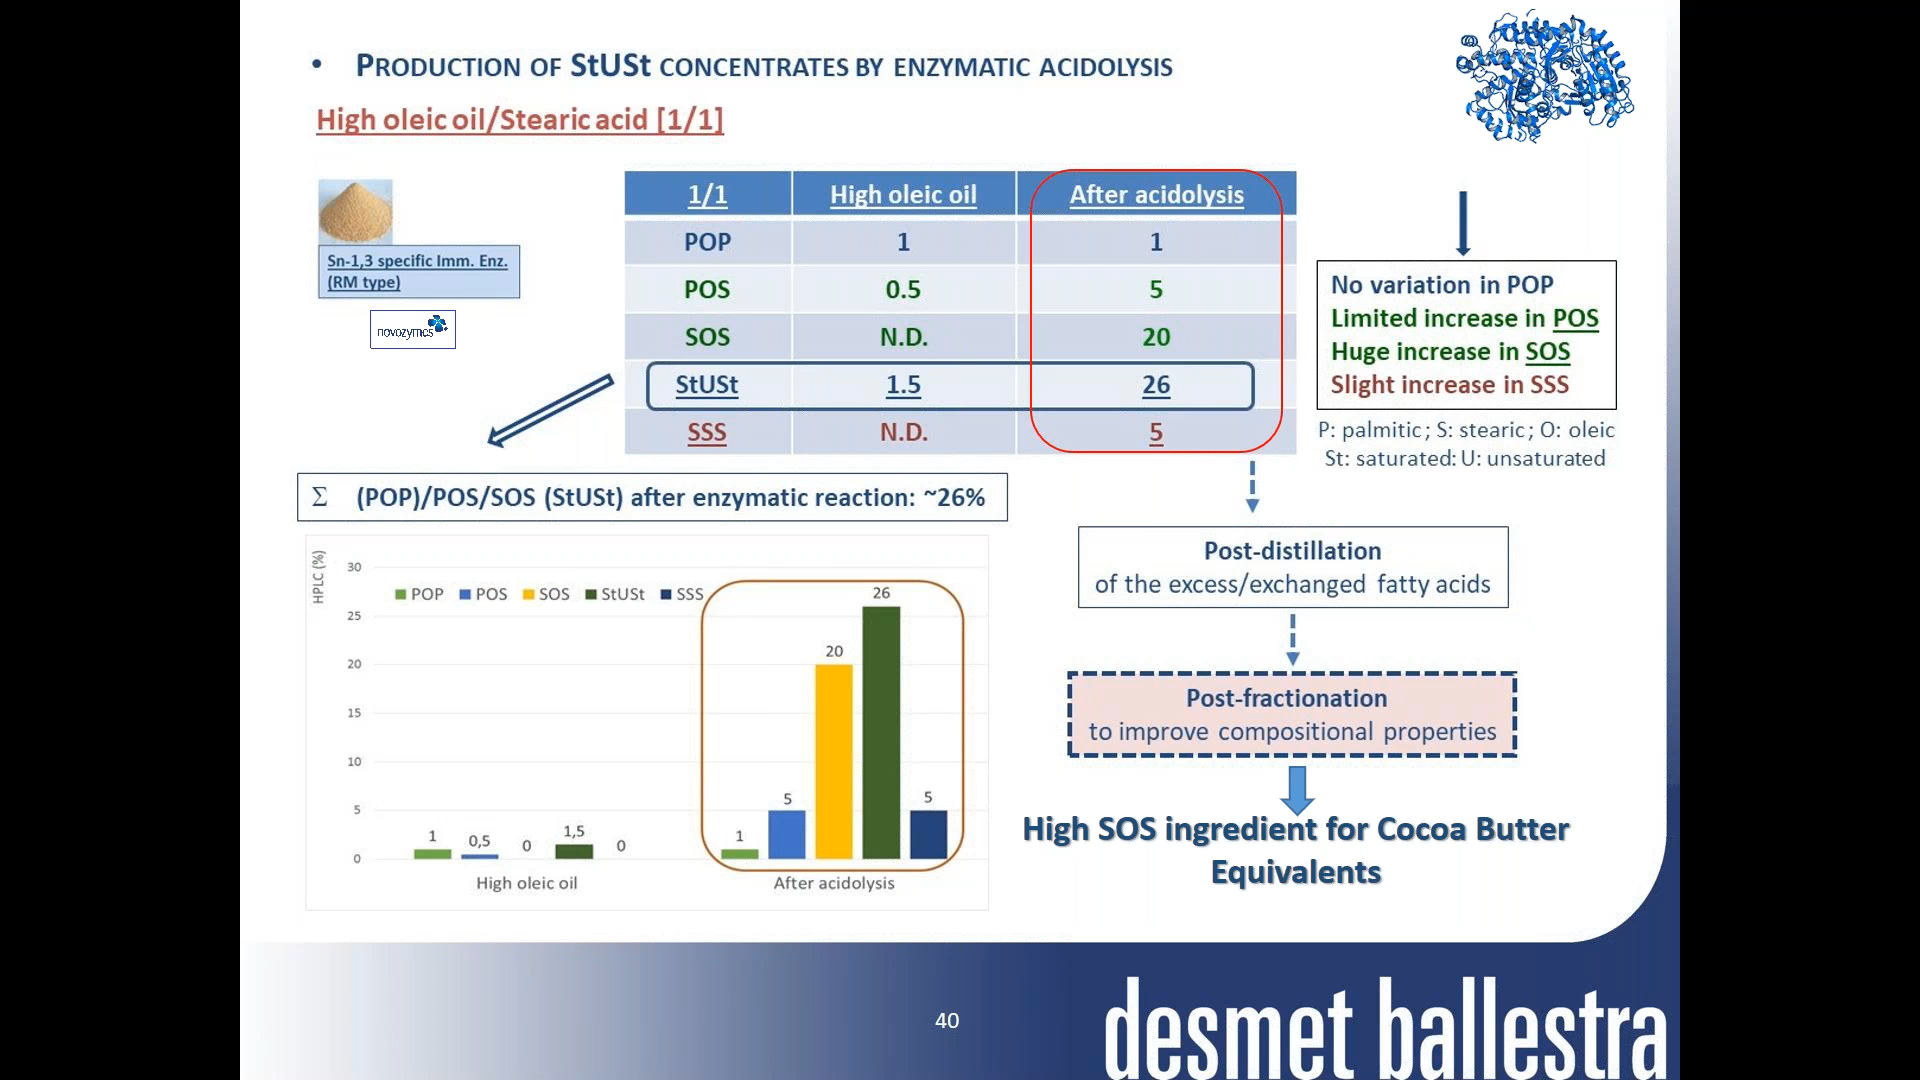 • PRODUCTION OF StUSt CONCENTRATES BY ENZYMATIC ACIDOLYSIS
High oleic oil/Stearic acid [1/1]
Sn-1,3 specific Imm. Enz.
(RM type)
novozymes
1/1 High oleic oil After acidolysis
POP 1 1
POS 0.5 5
SOS N.D. 20
StUSt 1.5 26
SSS N.D. 5
No variation in POP
Limited increase in POS
Huge increase in SOS
Slight increase in SSS
P: palmitic; S: stearic; O: oleic
St: saturated: U: unsaturated
Σ (POP)/POS/SOS (StUSt) after enzymatic reaction: ~26%
HPLC (%)
30
25
20
15
10
5
0
POP POS SOS StUSt SSS
1 0,5 0 1,5 0
1 5 20 26 5
High oleic oil After acidolysis
Post-distillation
of the excess/exchanged fatty acids
Post-fractionation
to improve compositional properties
High SOS ingredient for Cocoa Butter
Equivalents
40
desmet ballestra